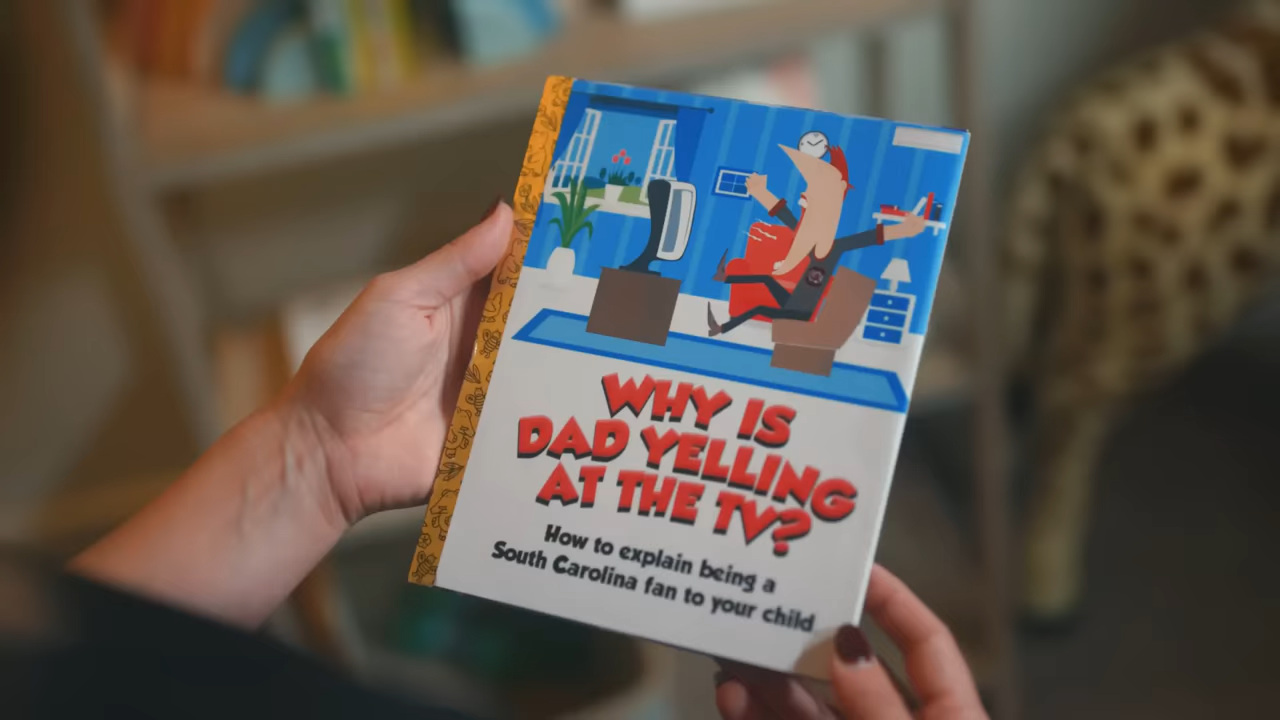 WHY IS
DAD YELLING
AT THE TV?
How to explain being a
South Carolina fan to your child